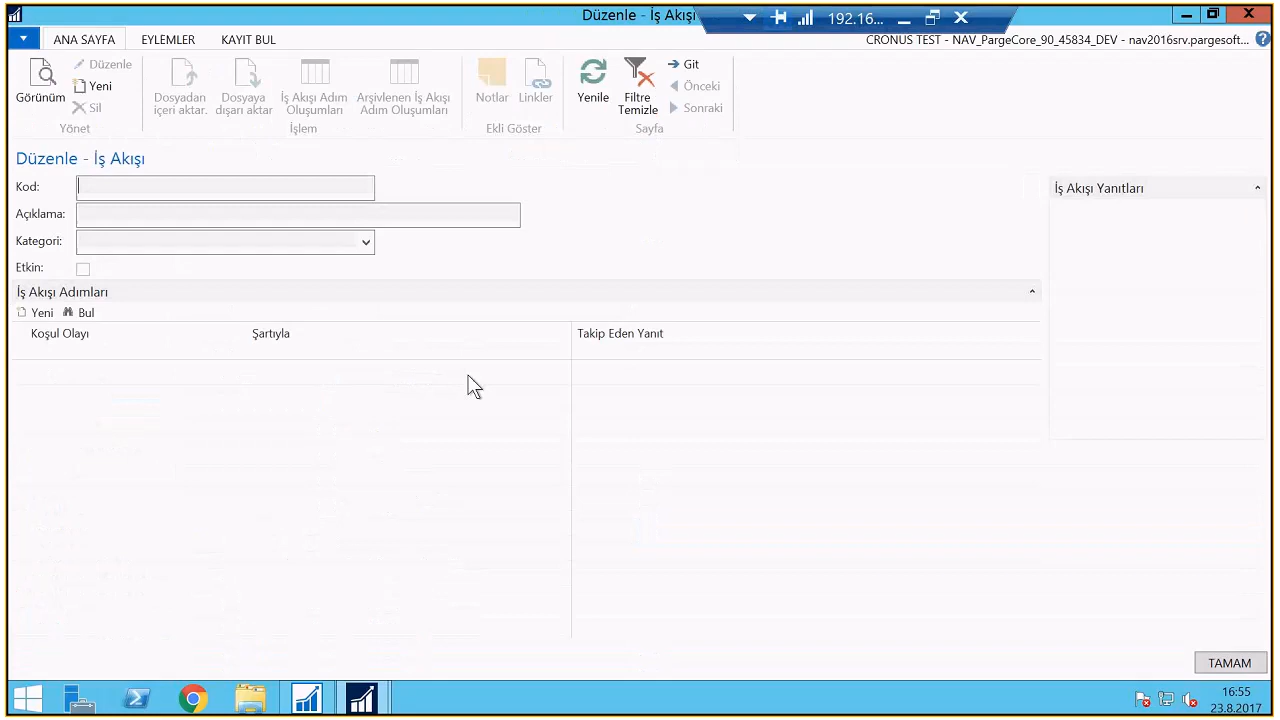 Düzenle - İş Akışı
192.16...
ANA SAYFA
EYLEMLER
KAYIT BUL
CRONUS TEST - NAV_PargeCore_90_45834_DEV - nav2016srv.pargesoft...
Görünüm
Düzenle
Yeni
Sil
Yönet
Dosyadan içeri aktar.
Dosyaya dışarı aktar
İş Akışı Adım Oluşumları
Arşivlenen İş Akışı Adım Oluşumları
İşlem
Notlar
Linkler
Ekli Göster
Yenile
Filtre Temizle
Git
Önceki
Sonraki
Sayfa
Düzenle - İş Akışı
Kod:
Açıklama:
Kategori:
Etkin:
İş Akışı Yanıtları
İş Akışı Adımları
Yeni
Bul
Koşul Olayı
Şartıyla
Takip Eden Yanıt
TAMAM
16:55
23.8.2017